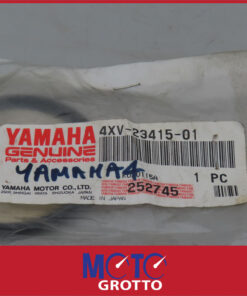 YAMAHA
GENUINE
Parts & Accessories
4XV-23415-01
YAMAHA
1 PC
252745
YAMAHA MOTOR CO., LTD.
MADE IN JAPAN
MOTO
GROTTO